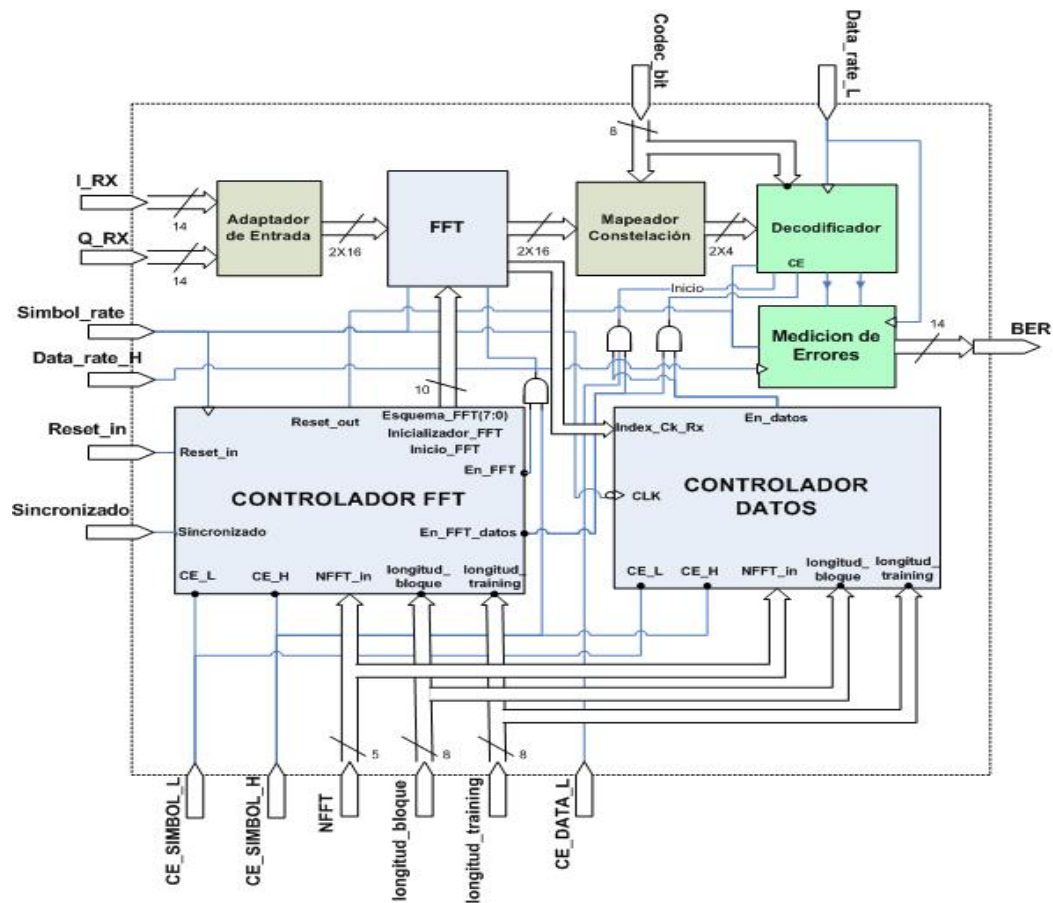 Codec_bit
Data_rate_L
8
I_RX
14
Q_RX
14
Adaptador
de Entrada
2X16
FFT
2X16
Mapeador
Constelación
2X4
Decodificador
CE
Inicio
Simbol_rate
Data_rate_H
Medicion de
Errores
14
BER
10
Reset_in
Sincronizado
Reset_out
Esquema_FFT(7:0)
Inicializador_FFT
Inicio_FFT
Reset_in
En_FFT
CONTROLADOR FFT
Sincronizado
En_FFT_datos
CE_L
CE_H
NFFT_in
longitud_
bloque
longitud_
training
En_datos
Index_Ck_Rx
CLK
CONTROLADOR
DATOS
CE_L
CE_H
NFFT_in
longitud_
bloque
longitud_
training
5
8
8
CE_SIMBOL_L
CE_SIMBOL_H
NFFT
longitud_bloque
longitud_training
CE_DATA_L